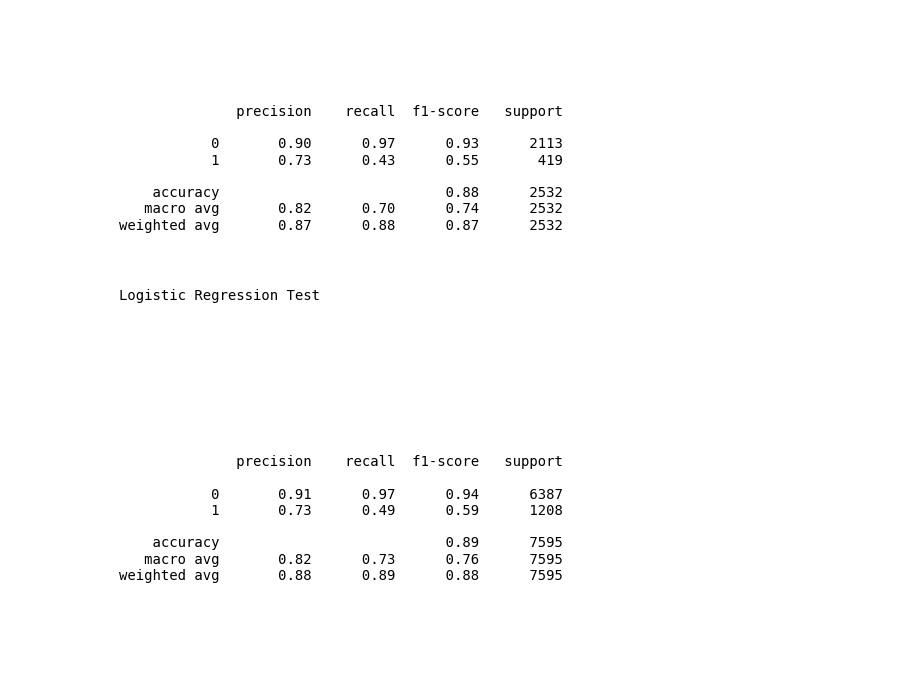 precision recall f1-score support
0 0.90 0.97 0.93 2113
1 0.73 0.43 0.55 419
accuracy 0.88 2532
macro avg 0.82 0.70 0.74 2532
weighted avg 0.87 0.88 0.87 2532
Logistic Regression Test
precision recall f1-score support
0 0.91 0.97 0.94 6387
1 0.73 0.49 0.59 1208
accuracy 0.89 7595
macro avg 0.82 0.73 0.76 7595
weighted avg 0.88 0.89 0.88 7595